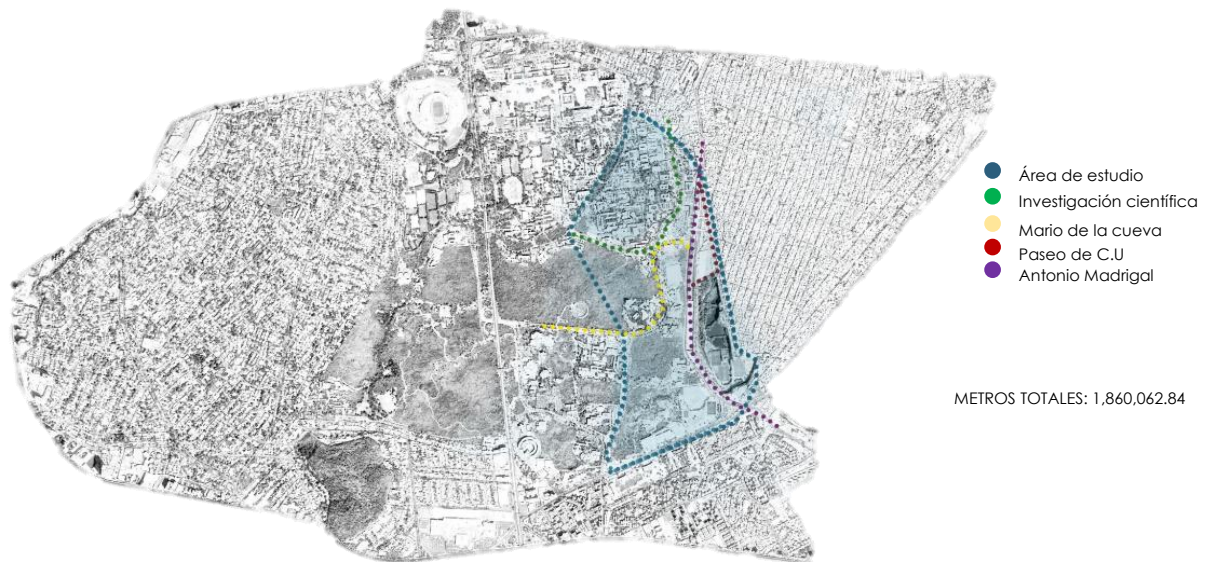 Área de estudio
Investigación científica
Mario de la cueva
Paseo de C.U
Antonio Madrigal
METROS TOTALES: 1,860,062.84